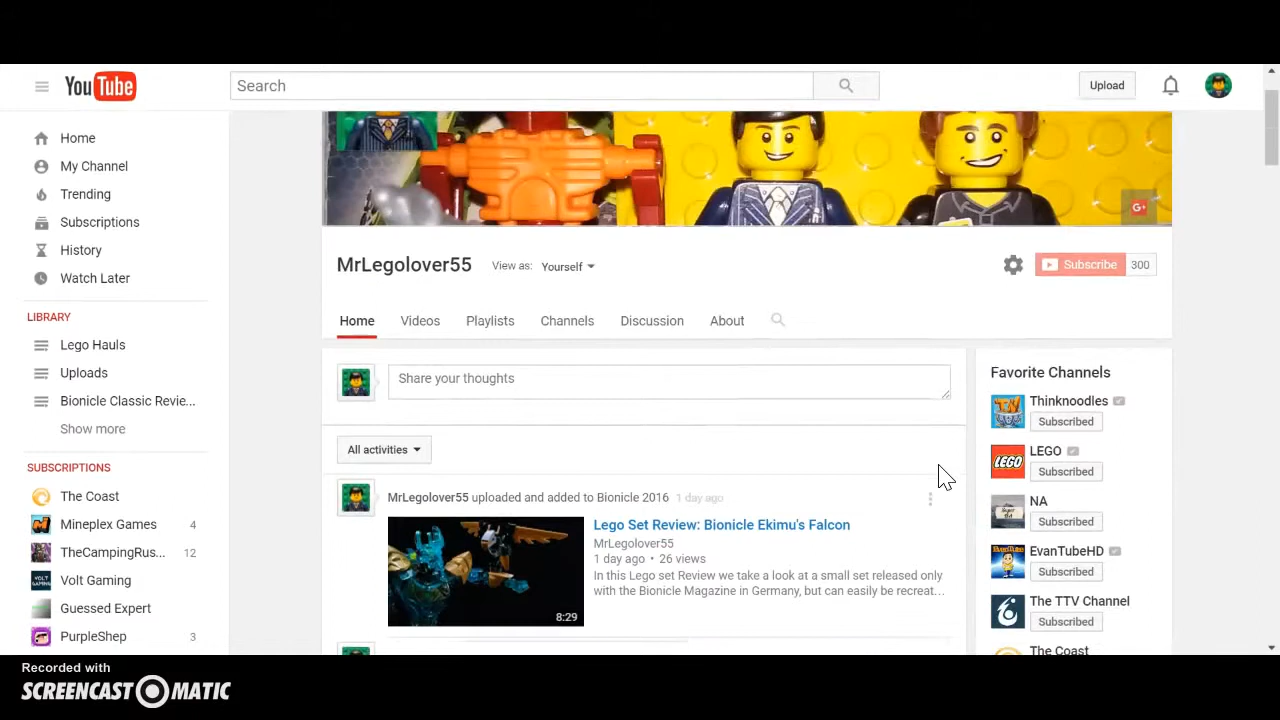 YouTube
Search
Upload
Home
My Channel
Trending
Subscriptions
History
Watch Later
LIBRARY
Lego Hauls
Uploads
Bionicle Classic Revie...
Show more
SUBSCRIPTIONS
The Coast
Mineplex Games 4
TheCampingRus... 12
Volt Gaming
Guessed Expert
PurpleShep 3
G+
MrLegolover55 View as: Yourself
Subscribe 300
Home Videos Playlists Channels Discussion About
Share your thoughts
All activities
MrLegolover55 uploaded and added to Bionicle 2016 1 day ago
8:29
Lego Set Review: Bionicle Ekimu's Falcon
MrLegolover55
1 day ago • 26 views
In this Lego set Review we take a look at a small set released only
with the Bionicle Magazine in Germany, but can easily be recreat...
Favorite Channels
Thinknoodles
Subscribed
LEGO
LEGO
Subscribed
NA
Subscribed
EvanTubeHD
Subscribed
The TTV Channel
Subscribed
The Coast
Recorded with
SCREENCAST MATIC